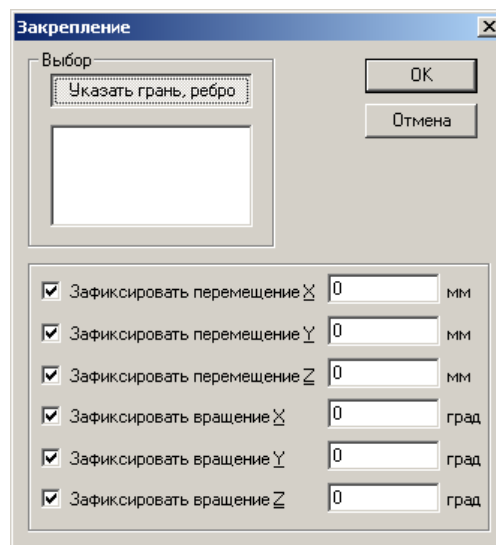 Закрепление
Выбор
Указать грань, ребро
OK
Отмена
Зафиксировать перемещение X 0 мм
Зафиксировать перемещение Y 0 мм
Зафиксировать перемещение Z 0 мм
Зафиксировать вращение X 0 град
Зафиксировать вращение Y 0 град
Зафиксировать вращение Z 0 град